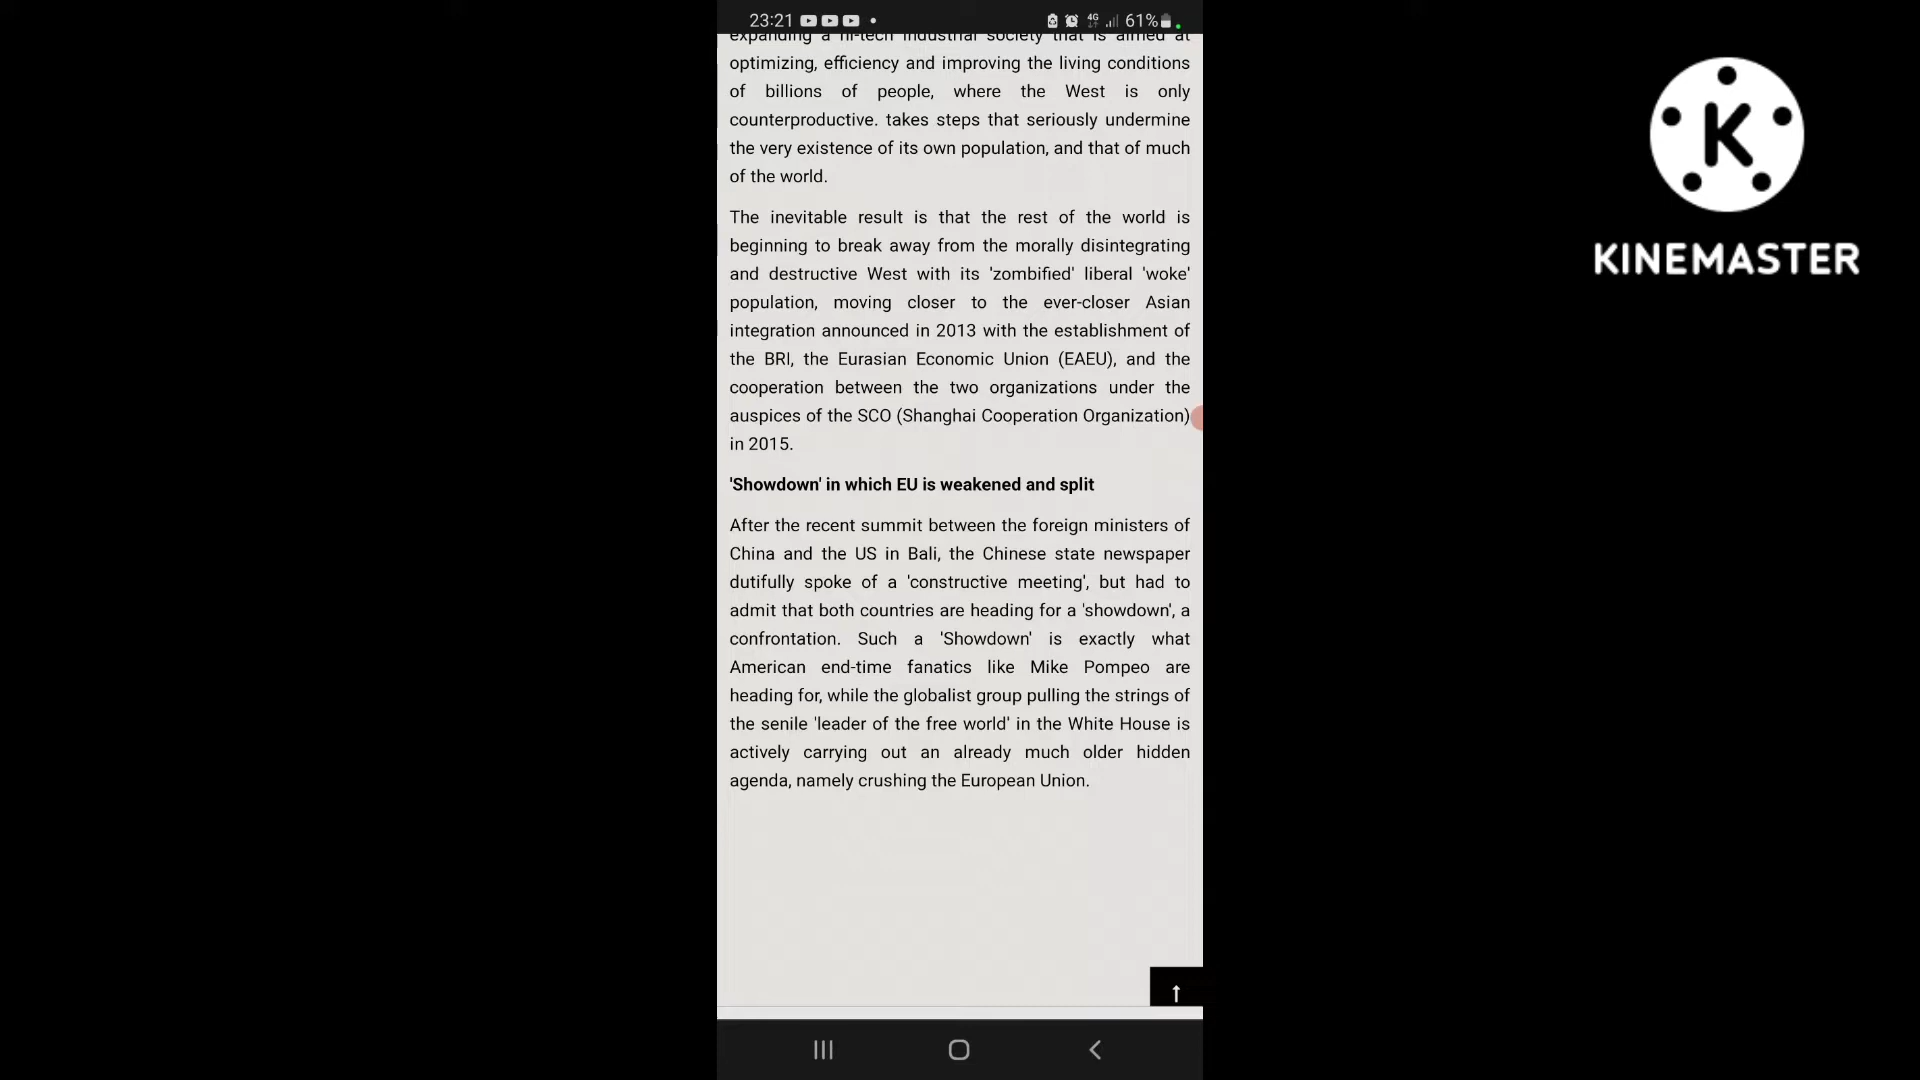 23:21
4G
61%
expanding a hi-tech industrial society that is aimed at
optimizing, efficiency and improving the living conditions
of billions of people, where the West is only
counterproductive. takes steps that seriously undermine
the very existence of its own population, and that of much
of the world.
The inevitable result is that the rest of the world is
beginning to break away from the morally disintegrating
and destructive West with its 'zombified' liberal 'woke'
population, moving closer to the ever-closer Asian
integration announced in 2013 with the establishment of
the BRI, the Eurasian Economic Union (EAEU), and the
cooperation between the two organizations under the
auspices of the SCO (Shanghai Cooperation Organization)
in 2015.
'Showdown' in which EU is weakened and split
After the recent summit between the foreign ministers of
China and the US in Bali, the Chinese state newspaper
dutifully spoke of a 'constructive meeting', but had to
admit that both countries are heading for a 'showdown', a
confrontation. Such a 'Showdown' is exactly what
American end-time fanatics like Mike Pompeo are
heading for, while the globalist group pulling the strings of
the senile 'leader of the free world' in the White House is
actively carrying out an already much older hidden
agenda, namely crushing the European Union.
K
KINEMASTER